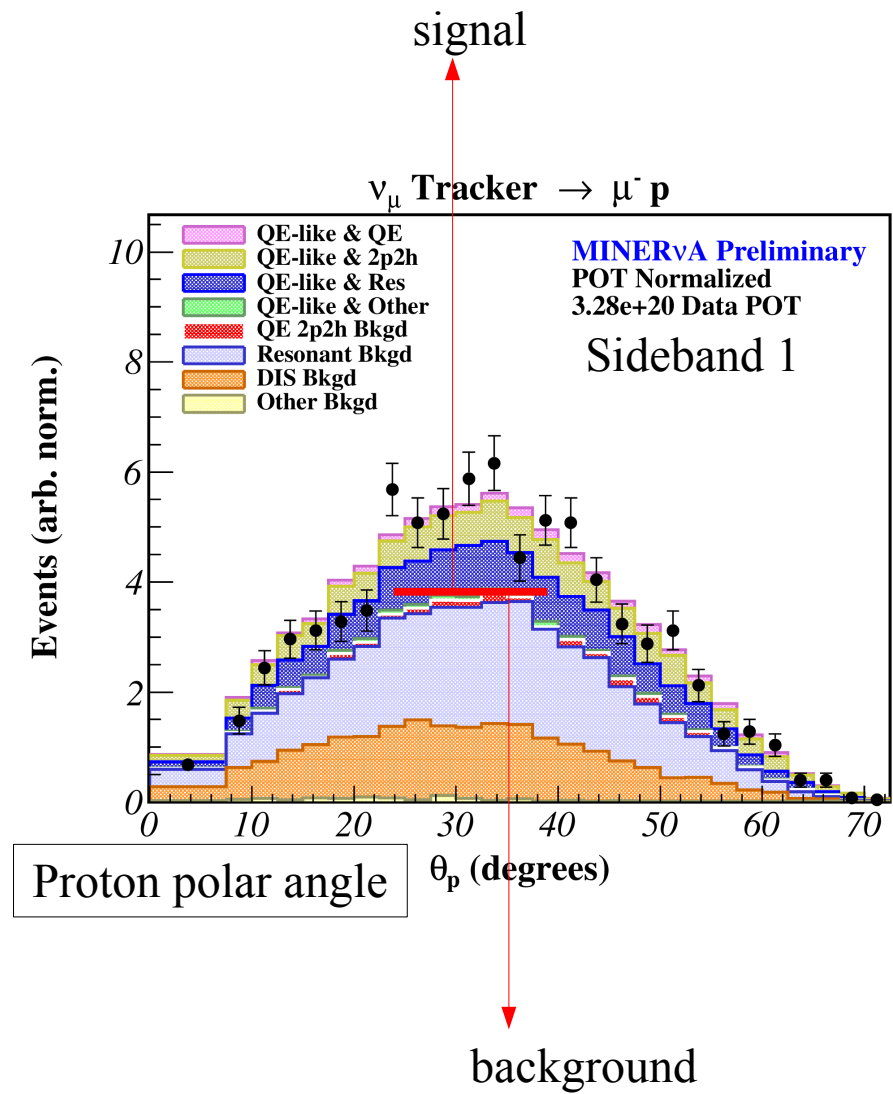 signal
νμ Tracker → μ- p
10
8
6
4
2
0
Events (arb. norm.)
QE-like & QE
QE-like & 2p2h
QE-like & Res
QE-like & Other
QE 2p2h Bkgd
Resonant Bkgd
DIS Bkgd
Other Bkgd
MINERνA Preliminary
POT Normalized
3.28e+20 Data POT
Sideband 1
0 10 20 30 40 50 60 70
θp (degrees)
Proton polar angle
background